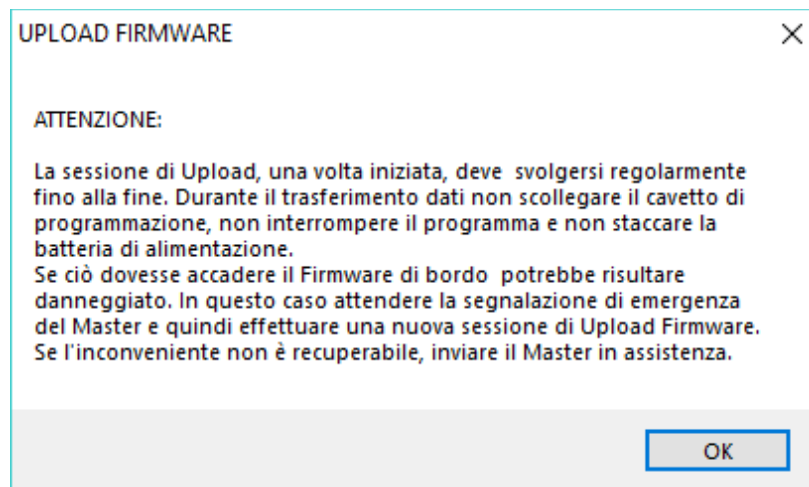 UPLOAD FIRMWARE
ATTENZIONE:
La sessione di Upload, una volta iniziata, deve  svolgersi regolarmente
fino alla fine. Durante il trasferimento dati non scollegare il cavetto di
programmazione, non interrompere il programma e non staccare la
batteria di alimentazione.
Se ciò dovesse accadere il Firmware di bordo  potrebbe risultare
danneggiato. In questo caso attendere la segnalazione di emergenza
del Master e quindi effettuare una nuova sessione di Upload Firmware.
Se l'inconveniente non è recuperabile, inviare il Master in assistenza.
OK